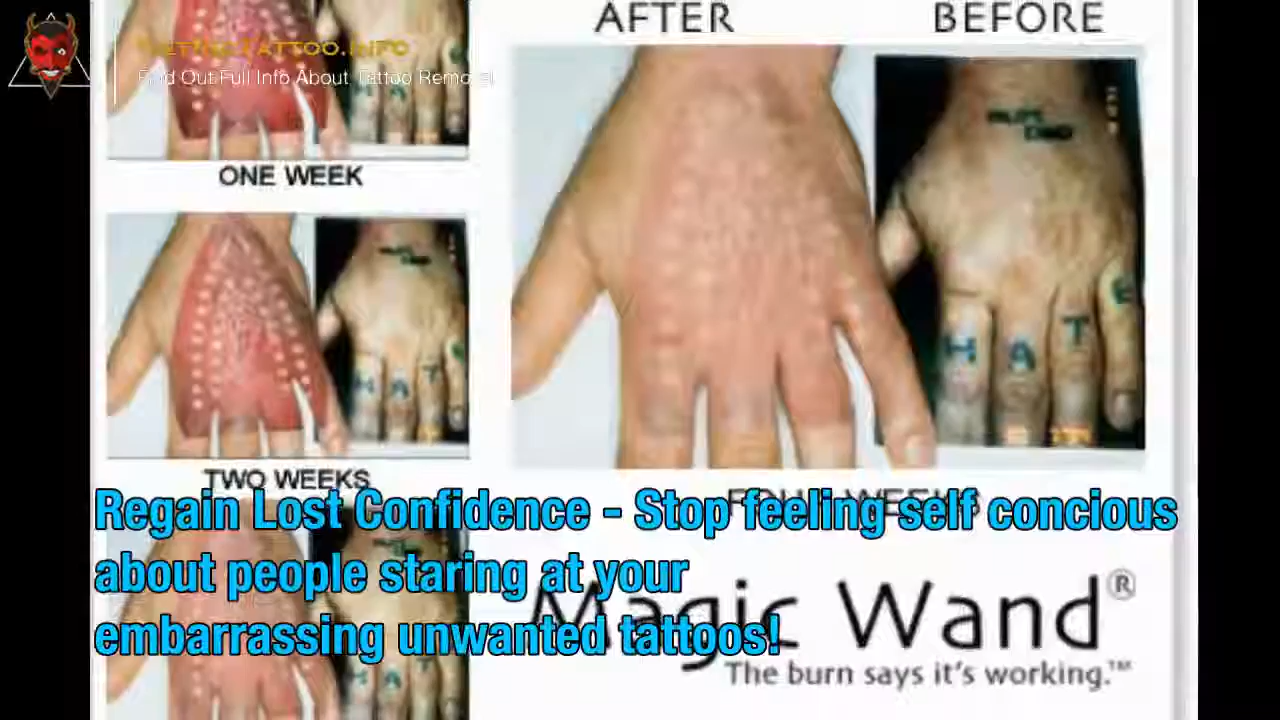 AFTER BEFORE
Find Out Full Info About Tattoo Removal
ONE WEEK
H A T E
H A T
TWO WEEKS
Regain Lost Confidence - Stop feeling self concious
about people staring at your
embarrassing unwanted tattoos!
Magic Wand®
The burn says it's working.™